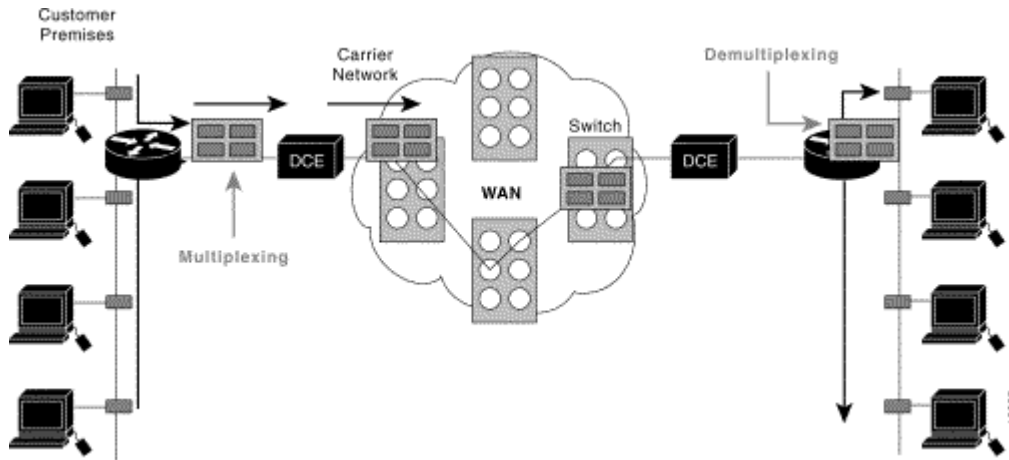 Customer
Premises
Carrier
Network
Demultiplexing
Switch
DCE
DCE
WAN
Multiplexing